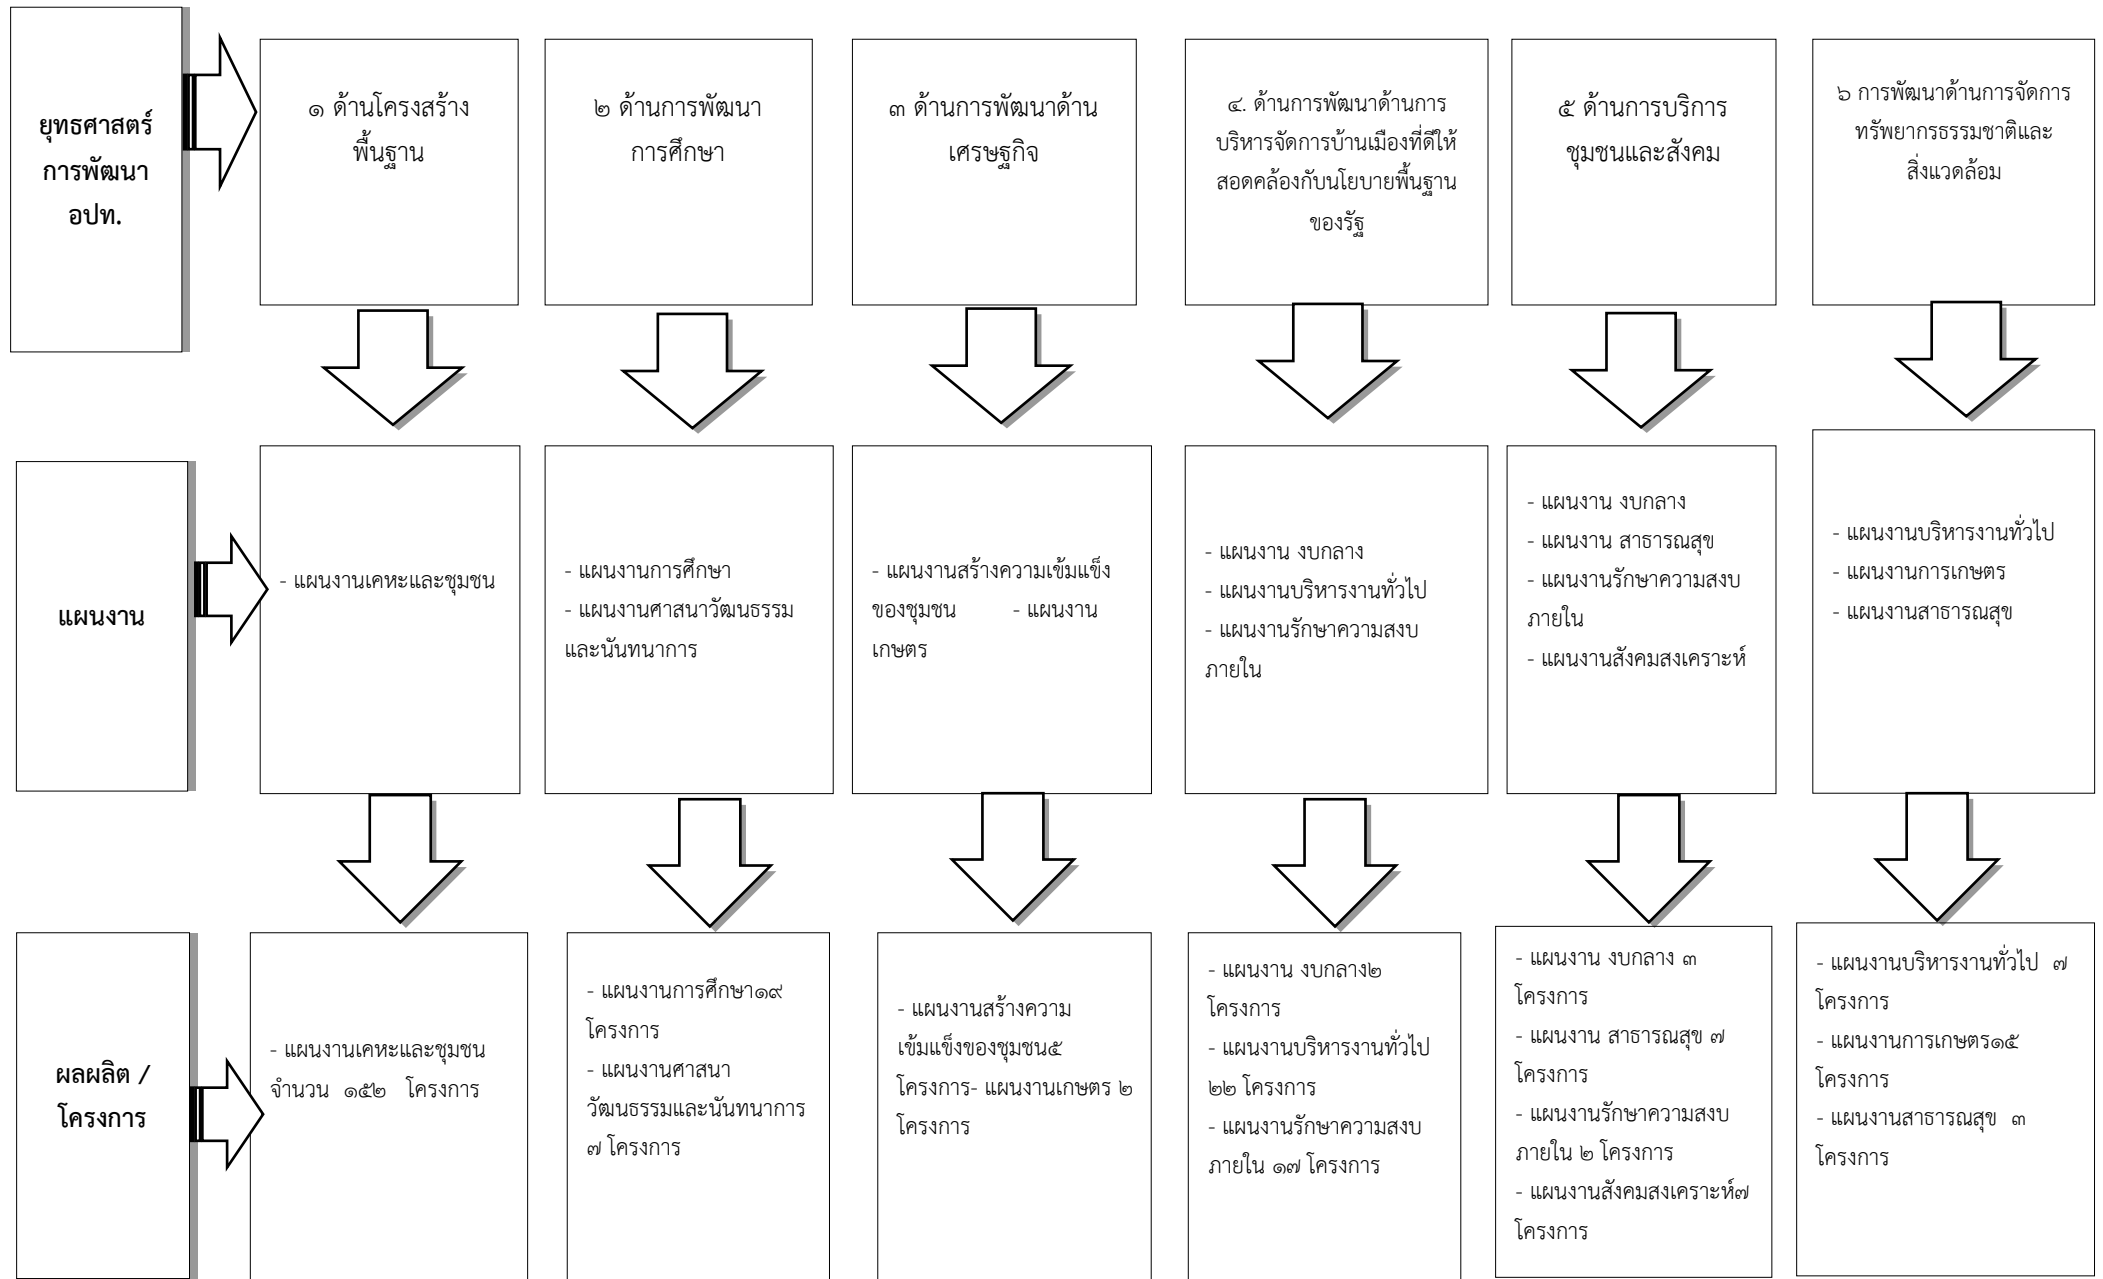 ยุทธศาสตร์
การพัฒนา
อปท.
๑ ด้านโครงสร้าง
พื้นฐาน
๒ ด้านการพัฒนา
การศึกษา
๓ ด้านการพัฒนาด้าน
เศรษฐกิจ
๔. ด้านการพัฒนาด้านการ
บริหารจัดการบ้านเมืองที่ดีให้
สอดคล้องกับนโยบายพื้นฐาน
ของรัฐ
๕ ด้านการบริการ
ชุมชนและสังคม
๖ การพัฒนาด้านการจัดการ
ทรัพยากรธรรมชาติและ
สิ่งแวดล้อม
แผนงาน
- แผนงานเคหะและชุมชน
- แผนงานการศึกษา
- แผนงานศาสนาวัฒนธรรม
และนันทนาการ
- แผนงานสร้างความเข้มแข็ง
ของชุมชน - แผนงาน
เกษตร
- แผนงาน งบกลาง
- แผนงานบริหารงานทั่วไป
- แผนงานรักษาความสงบ
ภายใน
- แผนงาน งบกลาง
- แผนงาน สาธารณสุข
- แผนงานรักษาความสงบ
ภายใน
- แผนงานสังคมสงเคราะห์
- แผนงานบริหารงานทั่วไป
- แผนงานการเกษตร
- แผนงานสาธารณสุข
ผลผลิต /
โครงการ
- แผนงานเคหะและชุมชน
จำนวน ๑๕๒ โครงการ
- แผนงานการศึกษา๑๙
โครงการ
- แผนงานศาสนา
วัฒนธรรมและนันทนาการ
๗ โครงการ
- แผนงานสร้างความ
เข้มแข็งของชุมชน๕
โครงการ- แผนงานเกษตร ๒
โครงการ
- แผนงาน งบกลาง๒
โครงการ
- แผนงานบริหารงานทั่วไป
๒๒ โครงการ
- แผนงานรักษาความสงบ
ภายใน ๑๗ โครงการ
- แผนงาน งบกลาง ๓
โครงการ
- แผนงาน สาธารณสุข ๗
โครงการ
- แผนงานรักษาความสงบ
ภายใน ๒ โครงการ
- แผนงานสังคมสงเคราะห์๗
โครงการ
- แผนงานบริหารงานทั่วไป ๗
โครงการ
- แผนงานการเกษตร๑๕
โครงการ
- แผนงานสาธารณสุข ๓
โครงการ